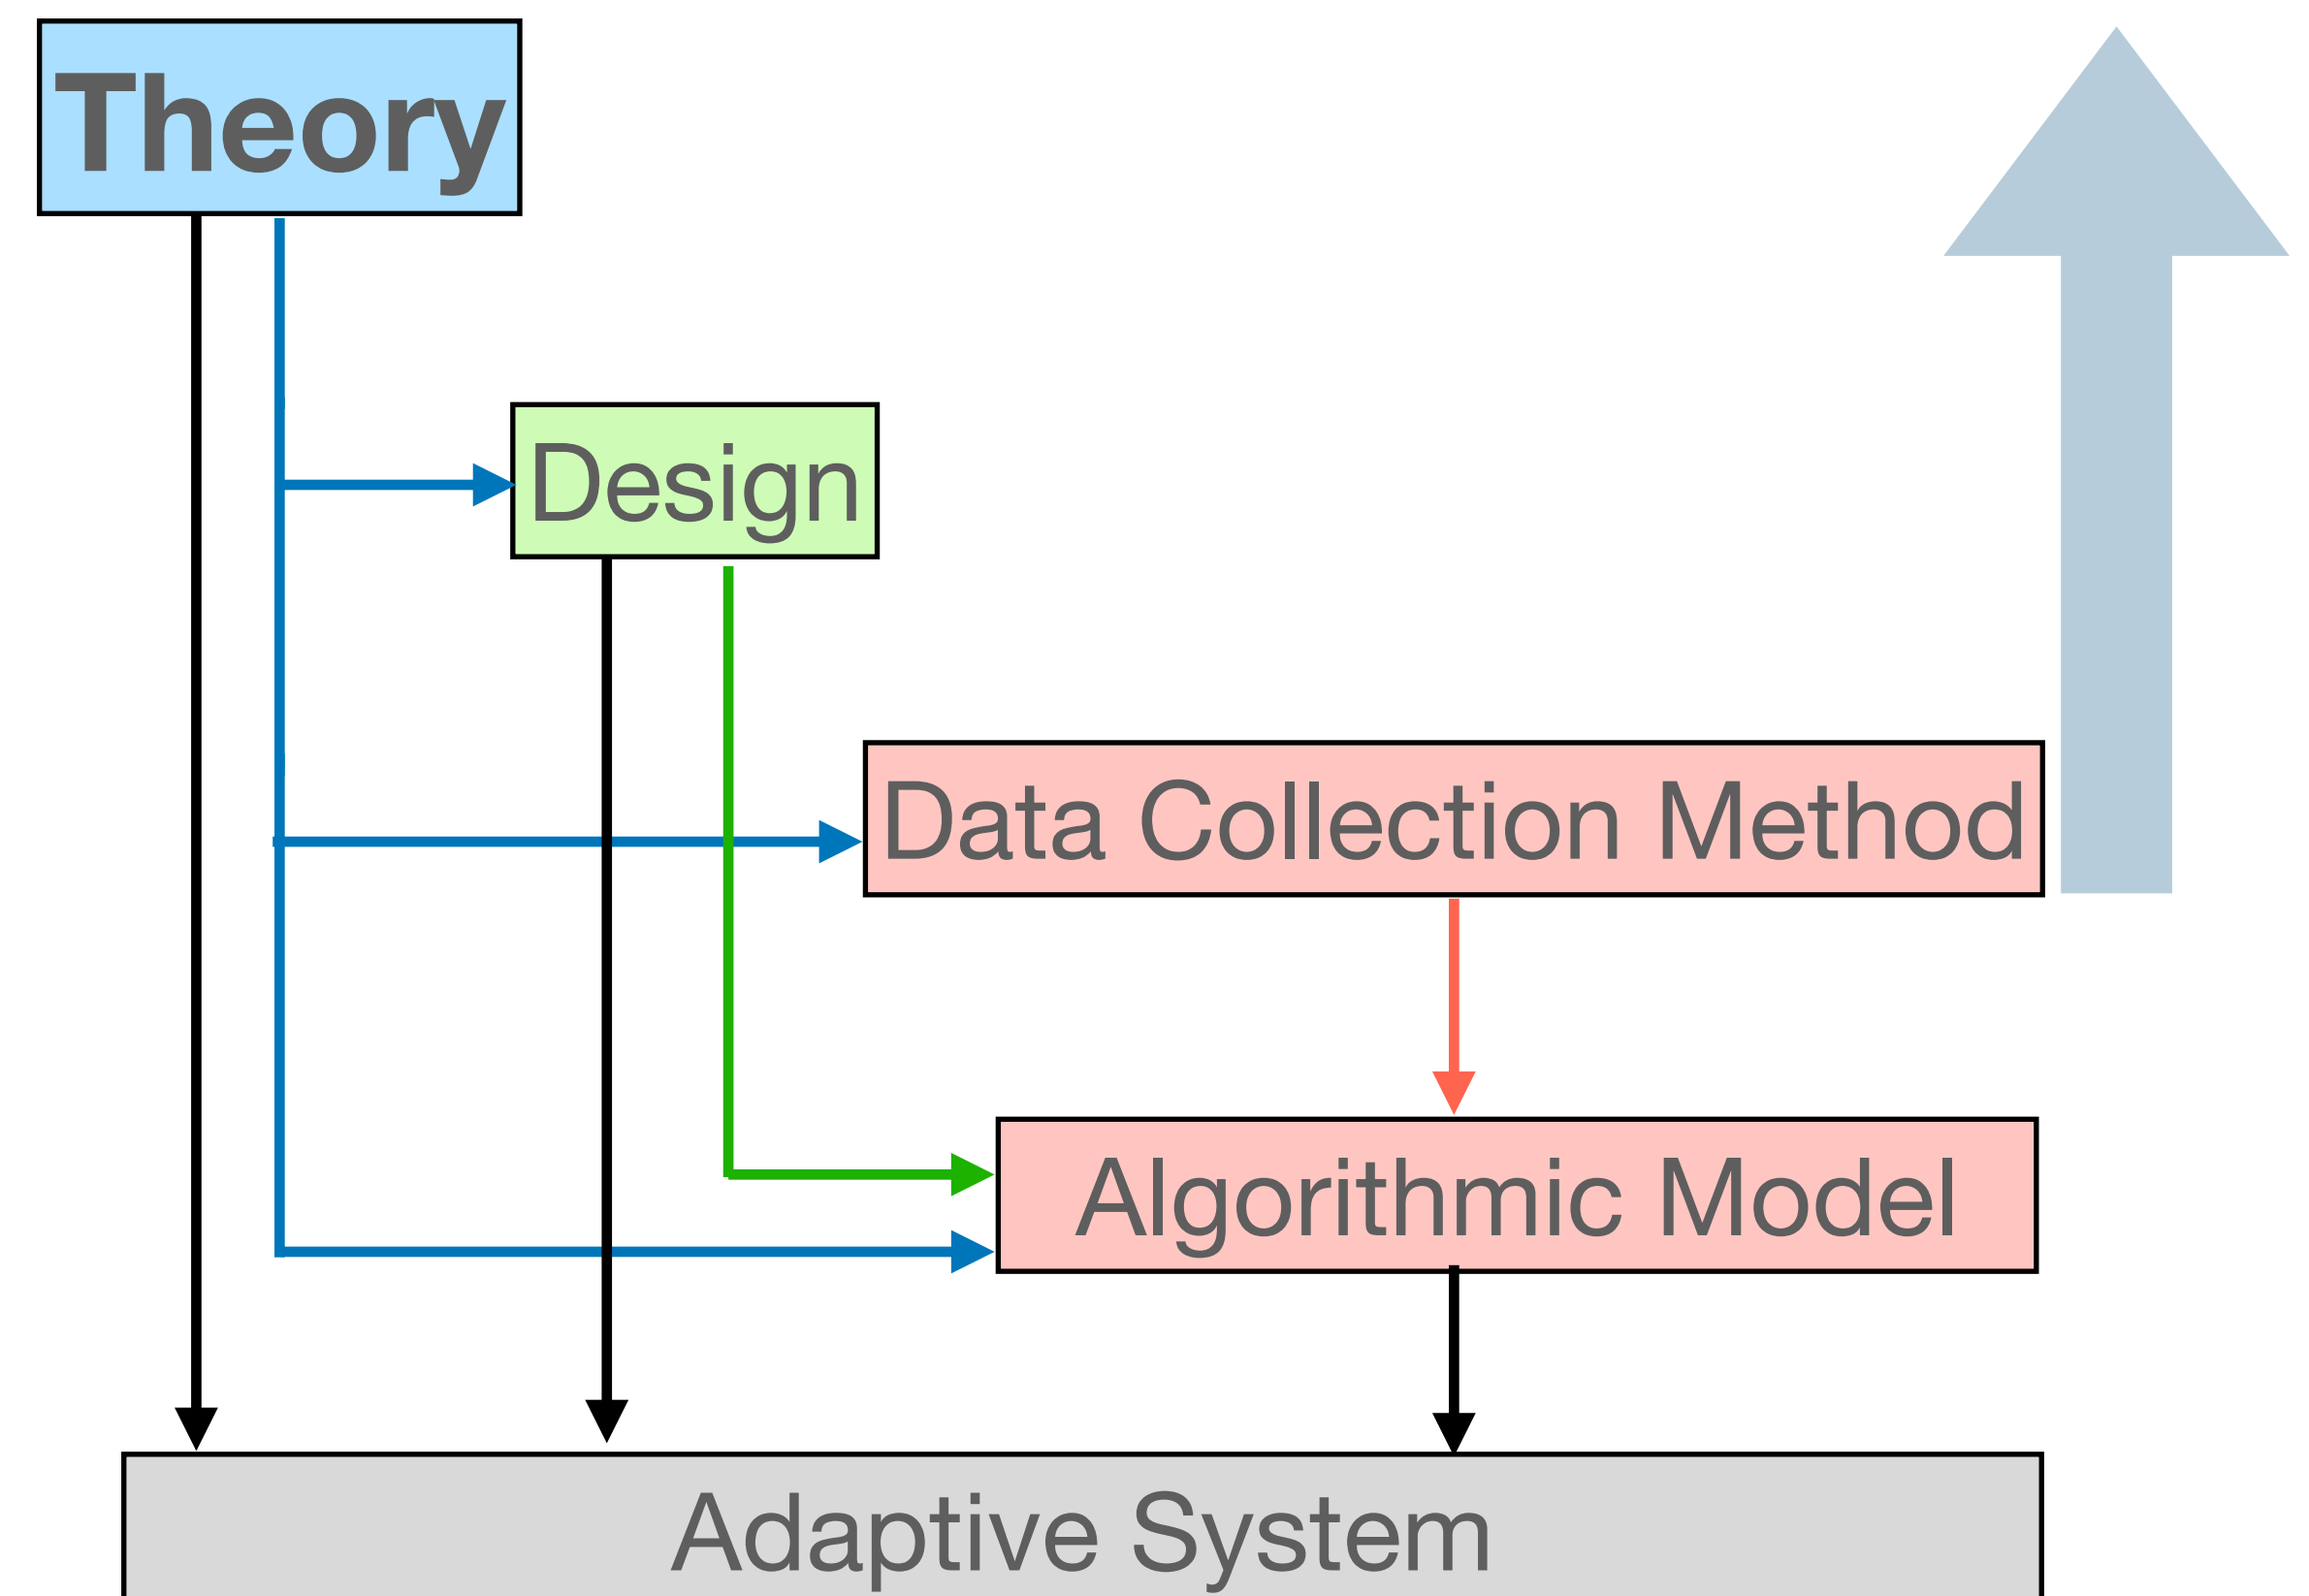 Theory
Design
Data Collection Method
Algorithmic Model
Adaptive System